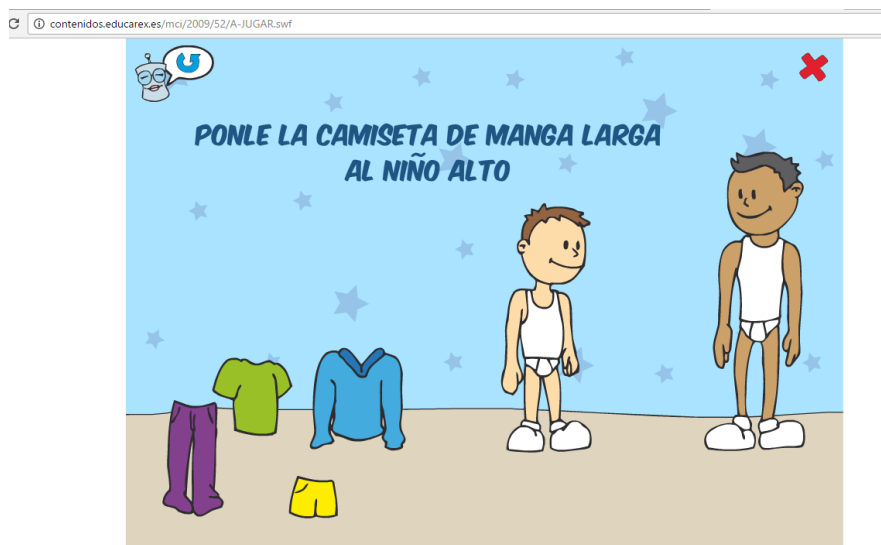 contenidos.educarex.es/mci/2009/52/A-JUGAR.swf
PONLE LA CAMISETA DE MANGA LARGA
AL NIÑO ALTO